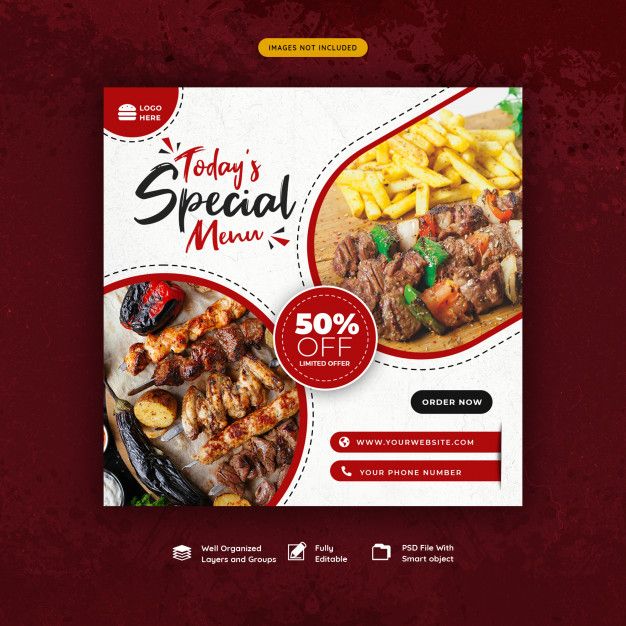 IMAGES NOT INCLUDED
LOGO
HERE
Today's
Special
Menu
50%
OFF
LIMITED OFFER
ORDER NOW
WWW.YOURWEBSITE.COM
YOUR PHONE NUMBER
Well Organized
Layers and Groups
Fully
Editable
PSD File With
Smart object